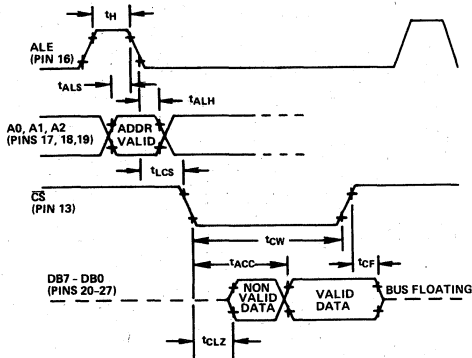 tH
ALE
(PIN 16)
tALS
tALH
A0, A1, A2
(PINS 17, 18,19)
ADDR
VALID
tLCS
CS
(PIN 13)
tCW
tACC
tCF
DB7 - DB0
(PINS 20-27)
NON
VALID
DATA
VALID
DATA
BUS FLOATING
tCLZ